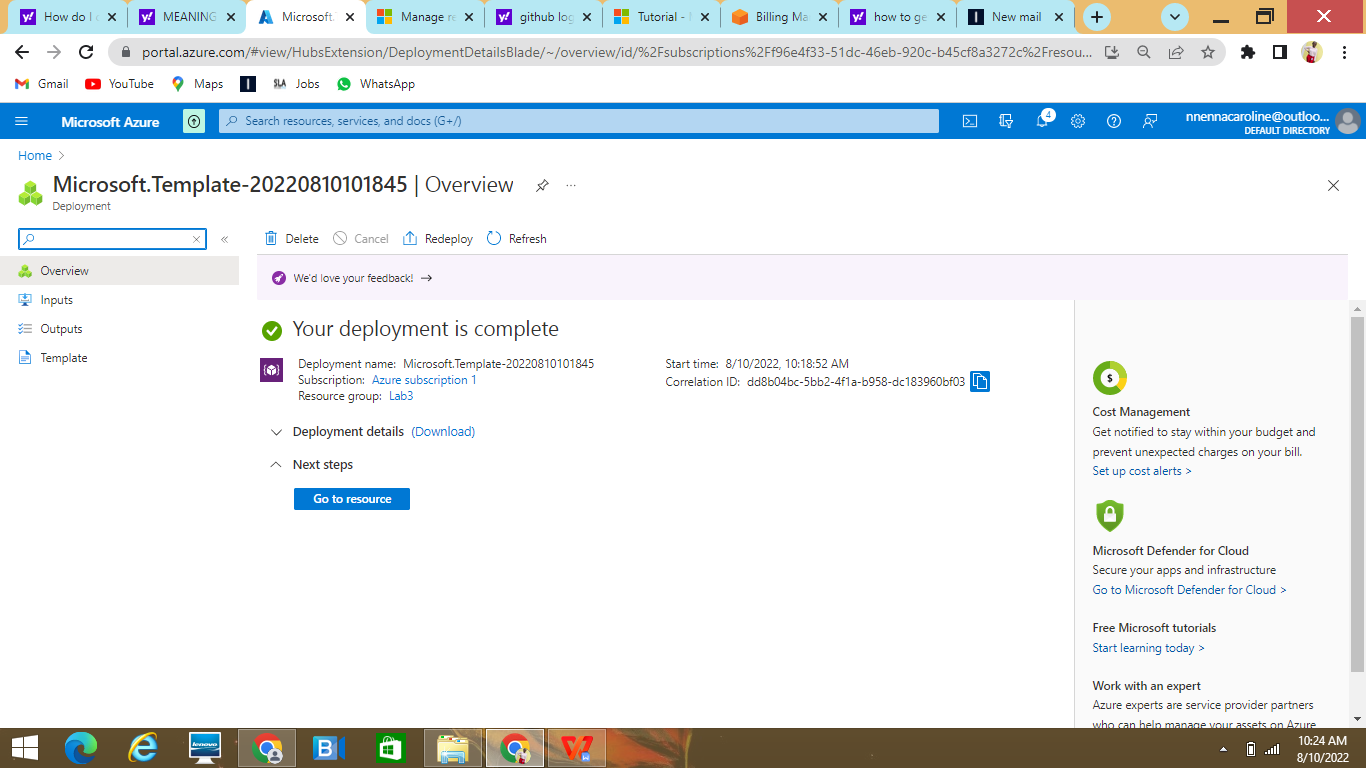 How do I
MEANING
Microsoft.
Manage re
github log
Tutorial -
Billing Ma
how to ge
New mail
portal.azure.com/#view/HubsExtension/DeploymentDetailsBlade/~/overview/id/%2Fsubscriptions%2Ff96e4f33-51dc-46eb-920c-b45cf8a3272c%2Fresou...
Gmail
YouTube
Maps
SLA
Jobs
WhatsApp
Microsoft Azure
Search resources, services, and docs (G+/)
4
nnennacaroline@outloo...
DEFAULT DIRECTORY
Home
Microsoft.Template-20220810101845 | Overview
...
Deployment
Delete
Cancel
Redeploy
Refresh
Overview
Inputs
Outputs
Template
We'd love your feedback! →
Your deployment is complete
Deployment name: Microsoft.Template-20220810101845
Subscription: Azure subscription 1
Resource group: Lab3
Start time: 8/10/2022, 10:18:52 AM
Correlation ID: dd8b04bc-5bb2-4f1a-b958-dc183960bf03
Deployment details (Download)
Next steps
Go to resource
Cost Management
Get notified to stay within your budget and
prevent unexpected charges on your bill.
Set up cost alerts >
Microsoft Defender for Cloud
Secure your apps and infrastructure
Go to Microsoft Defender for Cloud >
Free Microsoft tutorials
Start learning today >
Work with an expert
Azure experts are service provider partners
who can help manage your assets on Azure
lenovo
10:24 AM
8/10/2022